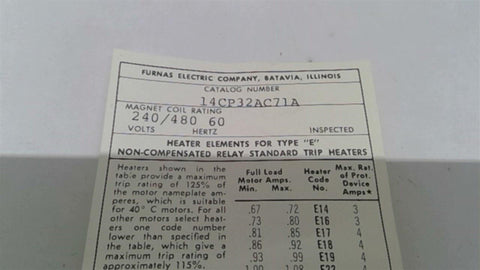 FURNAS ELECTRIC COMPANY, BATAVIA, ILLINOIS
CATALOG NUMBER
14CP32AC71A
MAGNET COIL RATING
240/480 60
VOLTS HERTZ INSPECTED
HEATER ELEMENTS FOR TYPE "E"
NON-COMPENSATED RELAY STANDARD TRIP HEATERS
Heaters shown in the
table provide a maximum
trip rating of 125% of
the motor nameplate am-
peres, which is suitable
for 40° C motors. For all
other motors select heat-
ers one code number
lower than specified in
the table, which give a
maximum trip rating of
approximately 115%.
Full Load Heater Max. Rat.
Motor Amps. Code of Prot.
Min. Max. No. Device
Amps★
.67 .72 E14 3
.73 .80 E16 3
.81 .85 E17 4
.86 .92 E18 4
.93 .99 E19 4
1.00 1.08 E22